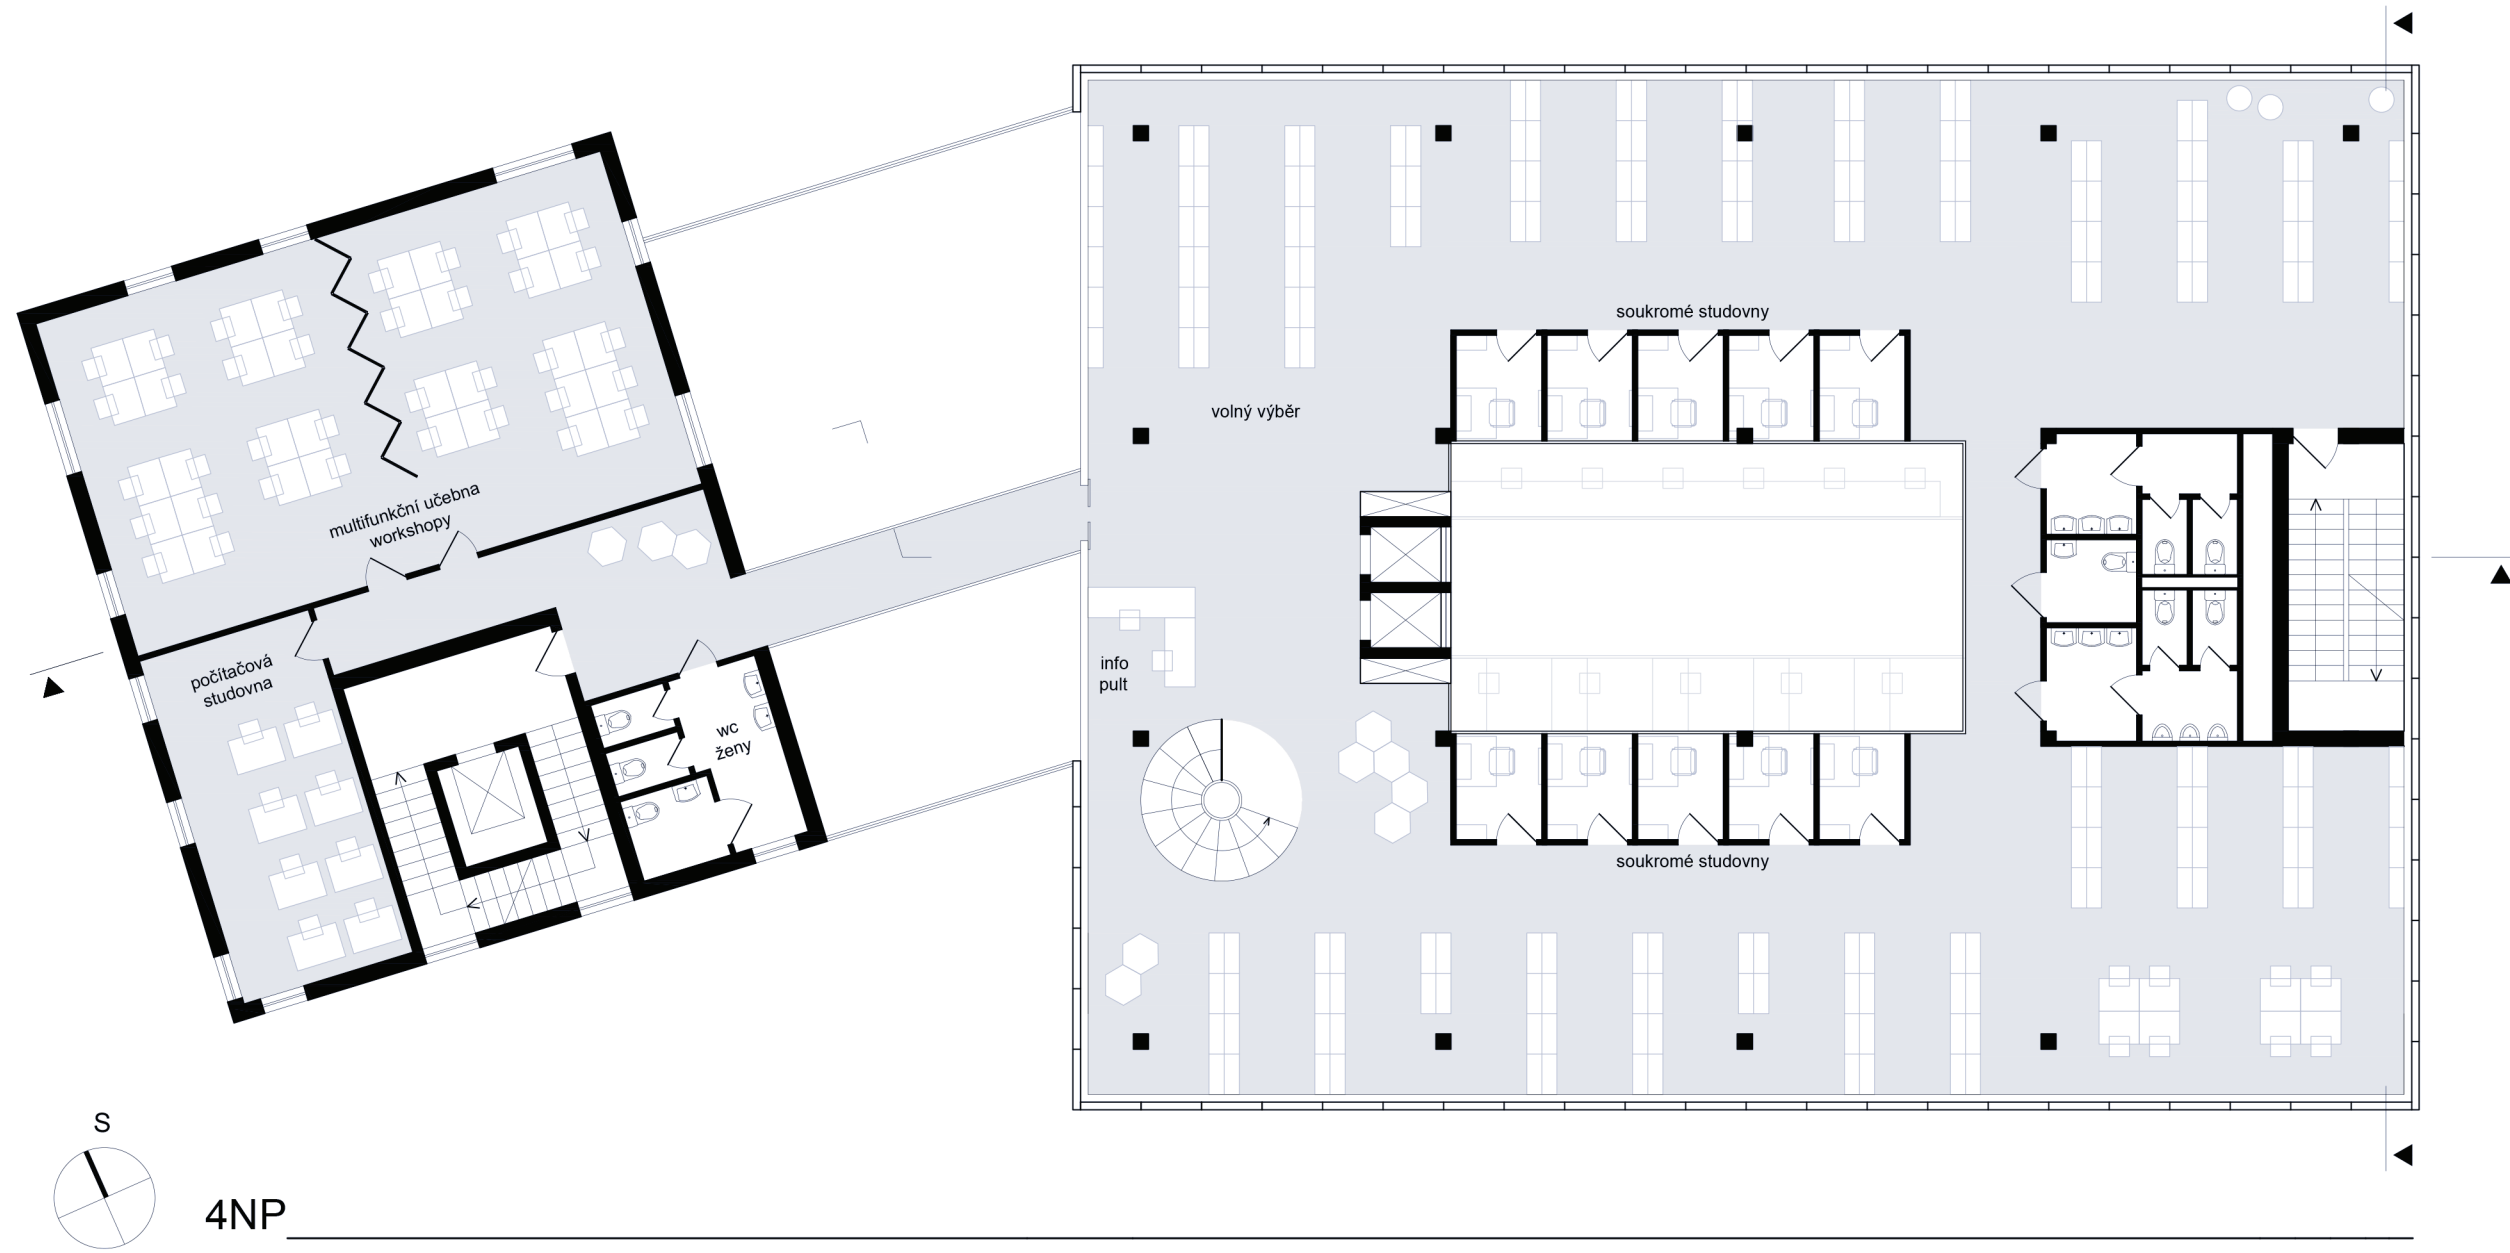 soukromé studovny
volný výběr
multifunkční učebna
workshopy
počítačová
studovna
wc
ženy
info
pult
soukromé studovny
S
4NP